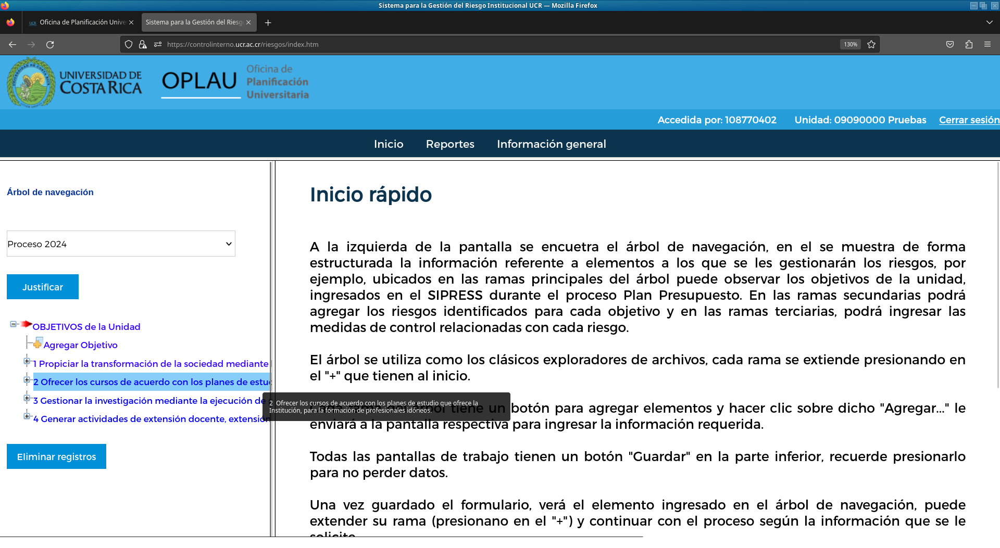 Sistema para la Gestión del Riesgo Institucional UCR — Mozilla Firefox
Oficina de Planificación Unive
Sistema para la Gestión del Riesg
https://controlinterno.ucr.ac.cr/riesgos/index.htm
130%
UNIVERSIDAD DE
COSTA RICA
OPLAU
Oficina de
Planificación
Universitaria
Accedida por: 108770402 Unidad: 09090000 Pruebas Cerrar sesión
Inicio Reportes Información general
Árbol de navegación
Proceso 2024
Justificar
OBJETIVOS de la Unidad
Agregar Objetivo
1 Propiciar la transformación de la sociedad mediante
2 Ofrecer los cursos de acuerdo con los planes de estu
3 Gestionar la investigación mediante la ejecución de
4 Generar actividades de extensión docente, extensión
Eliminar registros
2 Ofrecer los cursos de acuerdo con los planes de estudio que ofrece la
Institución, para la formación de profesionales idóneos.
Inicio rápido
A la izquierda de la pantalla se encuetra el árbol de navegación, en el se muestra de forma
estructurada la información referente a elementos a los que se les gestionarán los riesgos, por
ejemplo, ubicados en las ramas principales del árbol puede observar los objetivos de la unidad,
ingresados en el SIPRESS durante el proceso Plan Presupuesto. En las ramas secundarias podrá
agregar los riesgos identificados para cada objetivo y en las ramas terciarias, podrá ingresar las
medidas de control relacionadas con cada riesgo.
El árbol se utiliza como los clásicos exploradores de archivos, cada rama se extiende presionando en
el "+" que tienen al inicio.
tiene un botón para agregar elementos y hacer clic sobre dicho "Agregar..." le
enviará a la pantalla respectiva para ingresar la información requerida.
Todas las pantallas de trabajo tienen un botón "Guardar" en la parte inferior, recuerde presionarlo
para no perder datos.
Una vez guardado el formulario, verá el elemento ingresado en el árbol de navegación, puede
extender su rama (presionano en el "+") y continuar con el proceso según la información que se le
solicite.